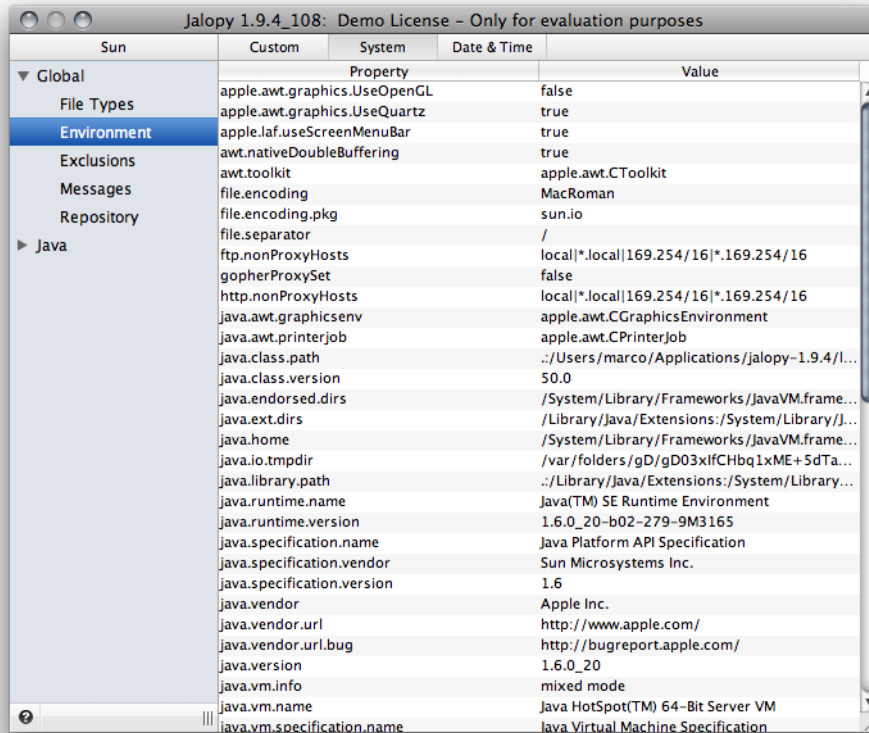 Jalopy 1.9.4_108: Demo License – Only for evaluation purposes
Sun Custom System Date & Time
Global
File Types
Environment
Exclusions
Messages
Repository
Java
Property Value
apple.awt.graphics.UseOpenGL false
apple.awt.graphics.UseQuartz true
apple.laf.useScreenMenuBar true
awt.nativeDoubleBuffering true
awt.toolkit apple.awt.CToolkit
file.encoding MacRoman
file.encoding.pkg sun.io
file.separator /
ftp.nonProxyHosts local|*.local|169.254/16|*.169.254/16
gopherProxySet false
http.nonProxyHosts local|*.local|169.254/16|*.169.254/16
java.awt.graphicsenv apple.awt.CGraphicsEnvironment
java.awt.printerjob apple.awt.CPrinterJob
java.class.path .:/Users/marco/Applications/jalopy-1.9.4/l...
java.class.version 50.0
java.endorsed.dirs /System/Library/Frameworks/JavaVM.frame...
java.ext.dirs /Library/Java/Extensions:/System/Library/J...
java.home /System/Library/Frameworks/JavaVM.frame...
java.io.tmpdir /var/folders/gD/gD03xIfCHbq1xME+5dTa...
java.library.path .:/Library/Java/Extensions:/System/Library...
java.runtime.name Java(TM) SE Runtime Environment
java.runtime.version 1.6.0_20-b02-279-9M3165
java.specification.name Java Platform API Specification
java.specification.vendor Sun Microsystems Inc.
java.specification.version 1.6
java.vendor Apple Inc.
java.vendor.url http://www.apple.com/
java.vendor.url.bug http://bugreport.apple.com/
java.version 1.6.0_20
java.vm.info mixed mode
java.vm.name Java HotSpot(TM) 64-Bit Server VM
java.vm.specification.name Java Virtual Machine Specification